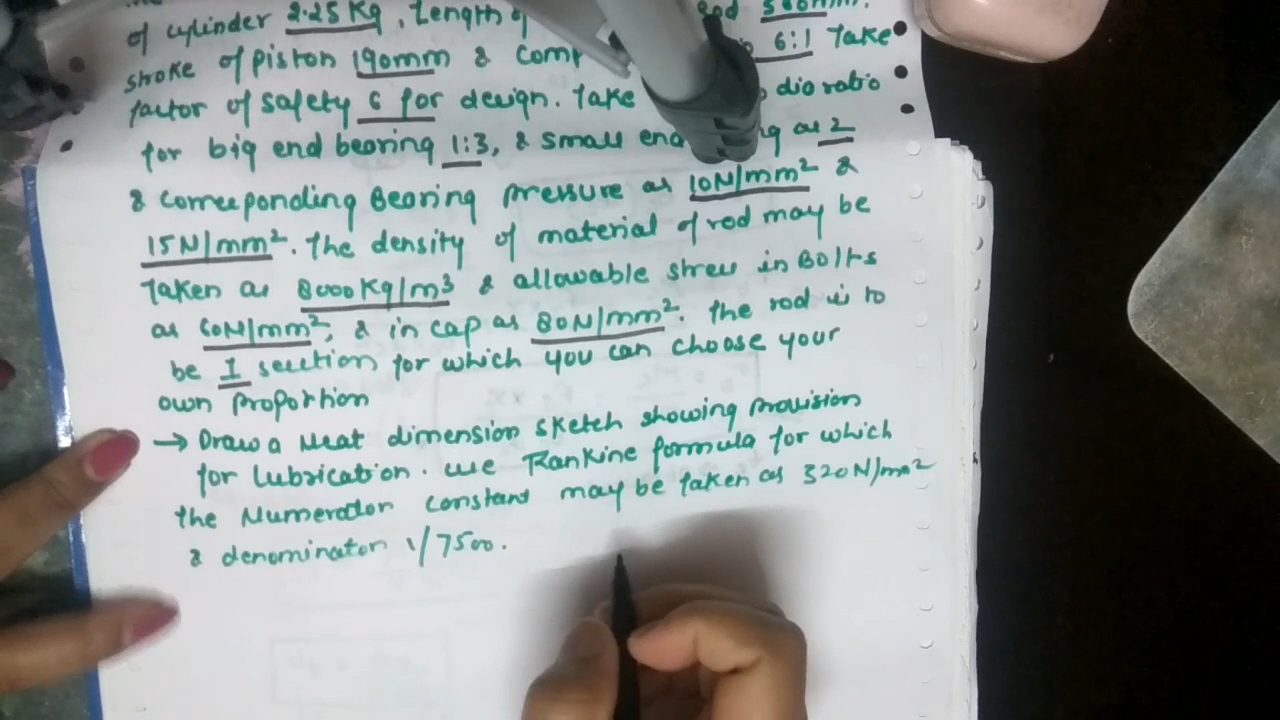 of cylinder 2.25 Kg, Length of
stroke of piston 190mm & comp 6:1 Take
factor of safety 6 for design. Take dia ratio
for big end bearing 1:3, & small end as 2
& corresponding Bearing pressure as 10N/mm² &
15N/mm². The density of material of rod may be
taken as 8000Kg/m³ & allowable stress in Bolts
as 60N/mm², & in cap as 80N/mm². The rod is to
be I section for which you can choose your
own proportion
→ Draw a neat dimension sketch showing provision
for lubrication. use Rankine formula for which
the Numerator constant may be taken as 320N/mm²
& denominator 1/7500.